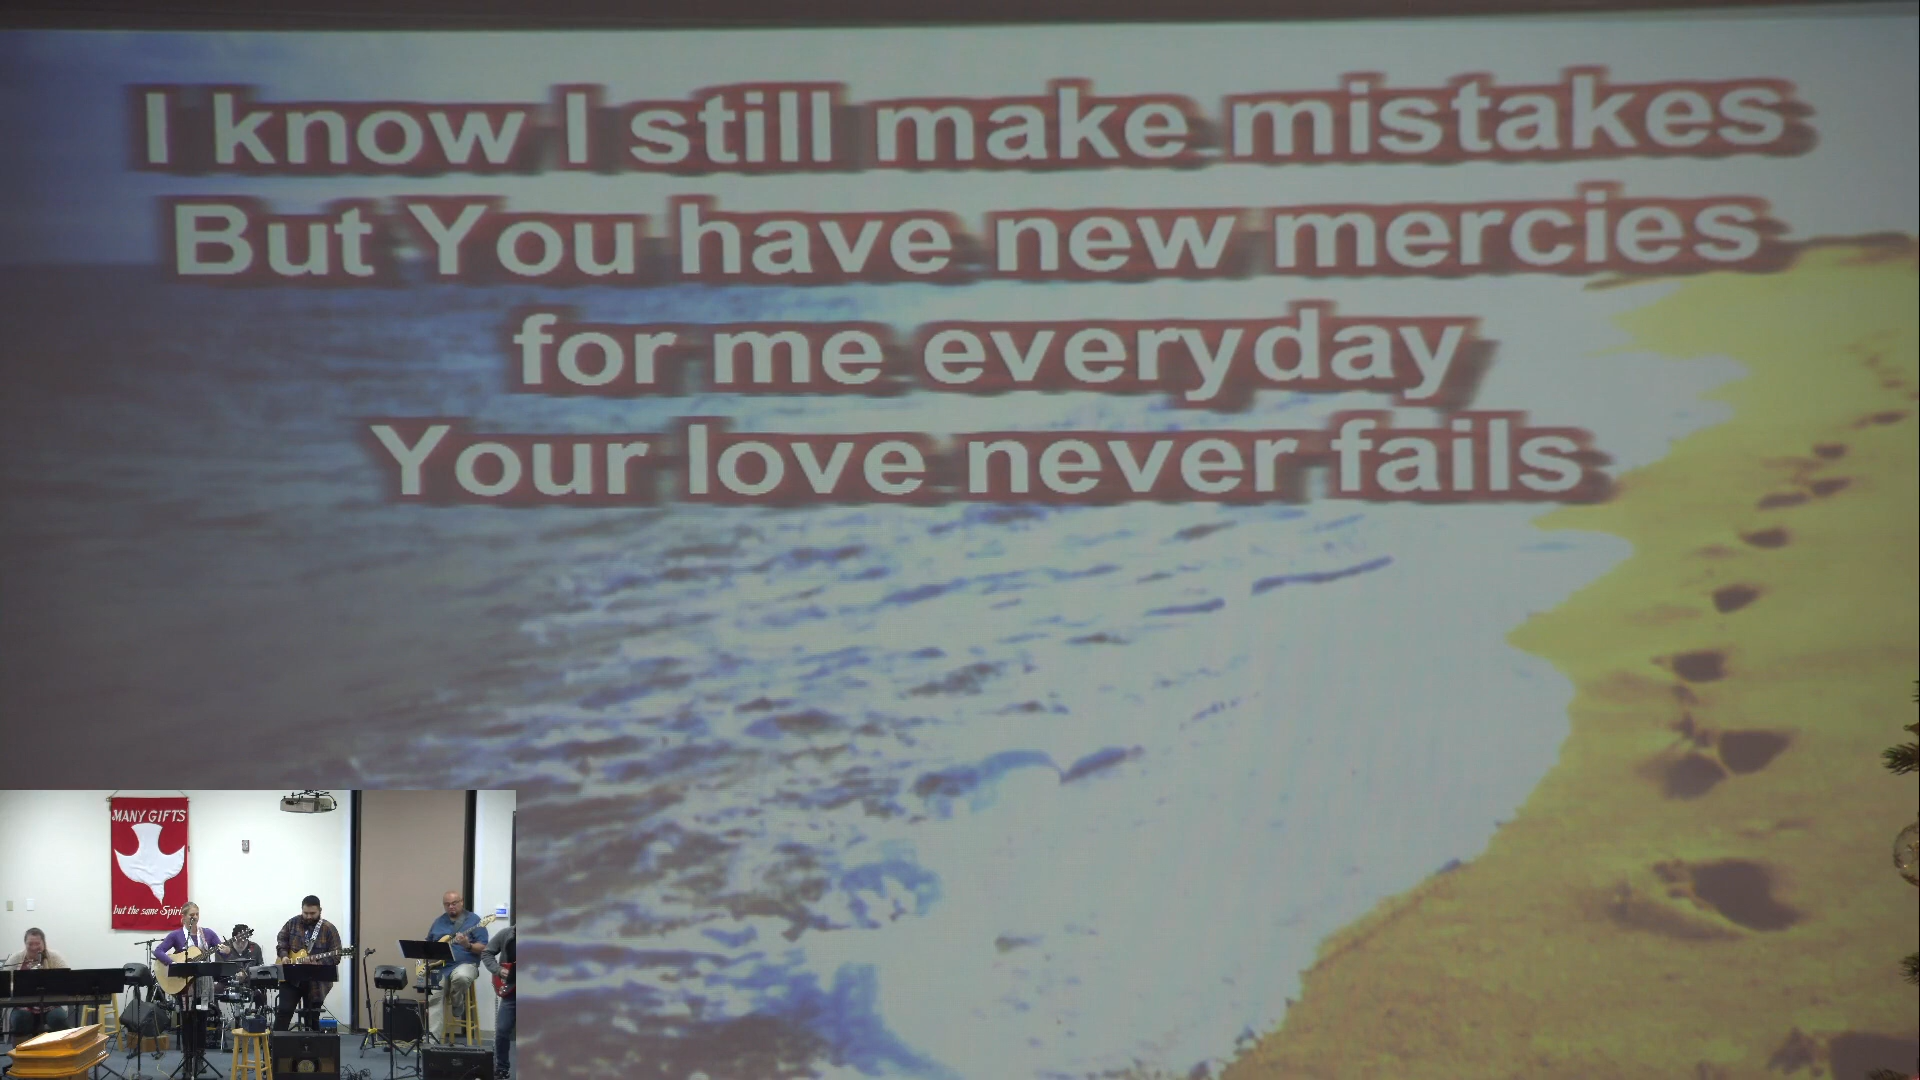 I know I still make mistakes
But You have new mercies
for me everyday
Your love never fails
MANY GIFTS
but the same Spiri